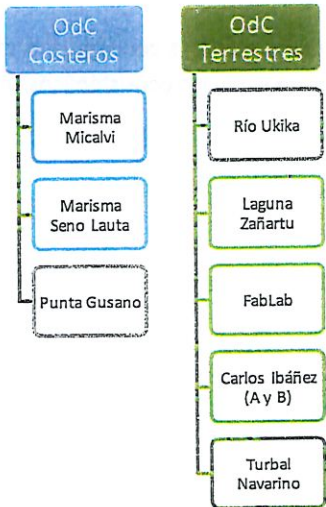 OdC
Costeros
Marisma
Micalvi
Marisma
Seno Lauta
Punta Gusano
OdC
Terrestres
Río Ukika
Laguna
Zañartu
FabLab
Carlos Ibáñez
(A y B)
Turbal
Navarino